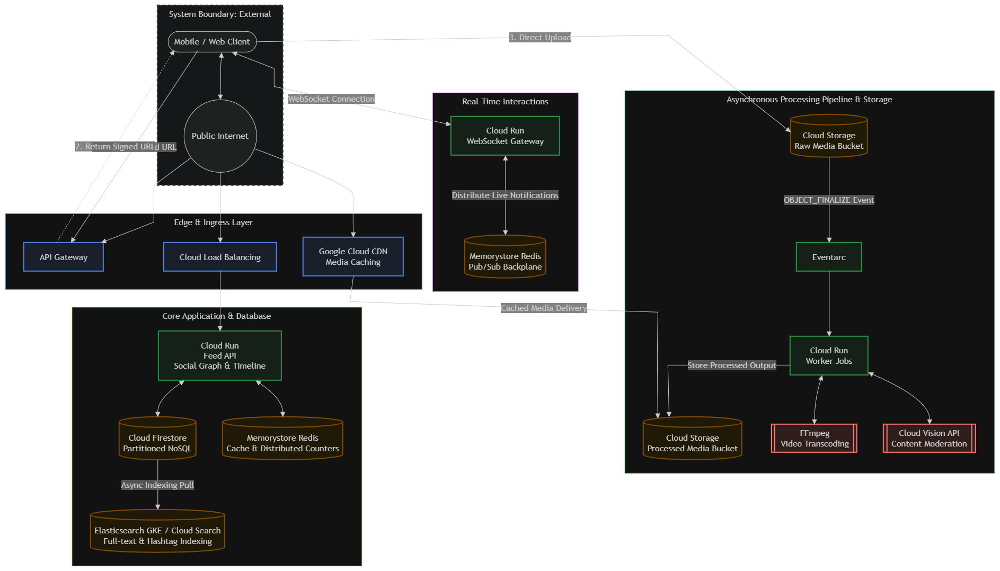 System Boundary: External
Mobile / Web Client
3. Direct Upload
WebSocket Connection
Public Internet
2. Return Signed URL
d URL
Real-Time Interactions
Cloud Run
WebSocket Gateway
Distribute Live Notifications
Memorystore Redis
Pub/Sub Backplane
Asynchronous Processing Pipeline & Storage
Cloud Storage
Raw Media Bucket
OBJECT_FINALIZE Event
Eventarc
Cloud Run
Worker Jobs
Store Processed Output
Cloud Storage
Processed Media Bucket
FFmpeg
Video Transcoding
Cloud Vision API
Content Moderation
Edge & Ingress Layer
API Gateway
Cloud Load Balancing
Google Cloud CDN
Media Caching
Cached Media Delivery
Core Application & Database
Cloud Run
Feed API
Social Graph & Timeline
Cloud Firestore
Partitioned NoSQL
Memorystore Redis
Cache & Distributed Counters
Async Indexing Pull
Elasticsearch GKE / Cloud Search
Full-text & Hashtag Indexing